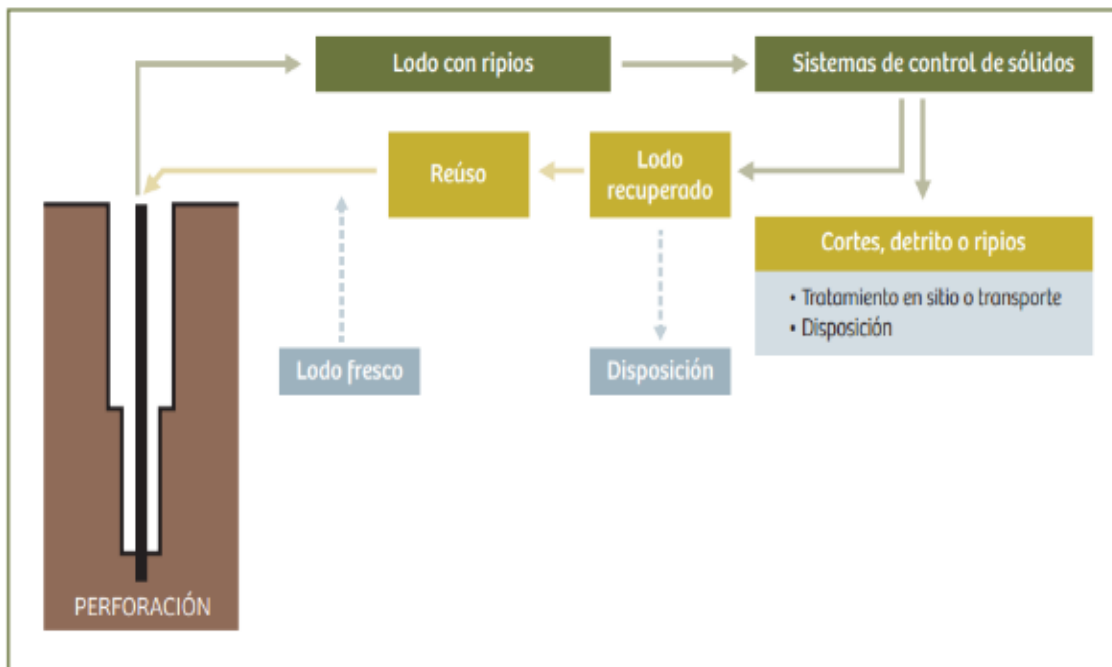 Lodo con ripios
Sistemas de control de sólidos
Reúso
Lodo
recuperado
Cortes, detrito o ripios
• Tratamiento en sitio o transporte
• Disposición
Lodo fresco
Disposición
PERFORACIÓN